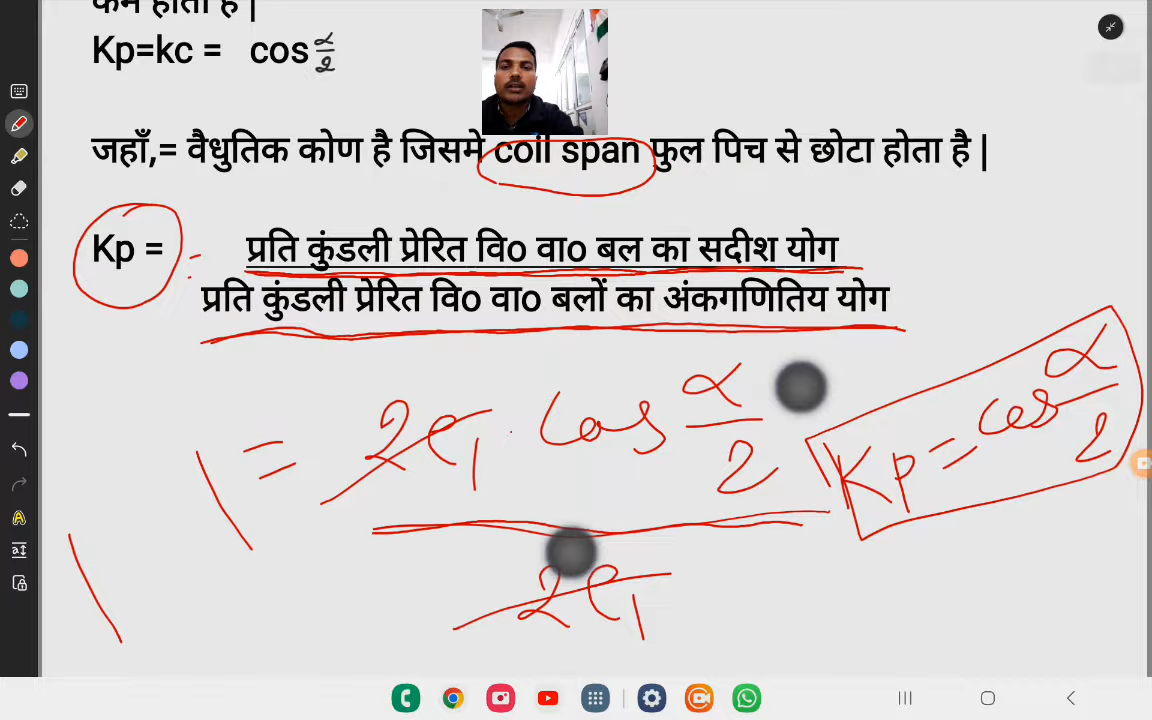 कम होता है |
Kp=kc = cos α/2
जहाँ,= वैधुतिक कोण है जिसमे coil span फुल पिच से छोटा होता है |
Kp = प्रति कुंडली प्रेरित वि० वा० बल का सदीश योग
प्रति कुंडली प्रेरित वि० वा० बलों का अंकगणितिय योग
= 2e₁ . cos α/2
2e₁
Kp = cos α/2